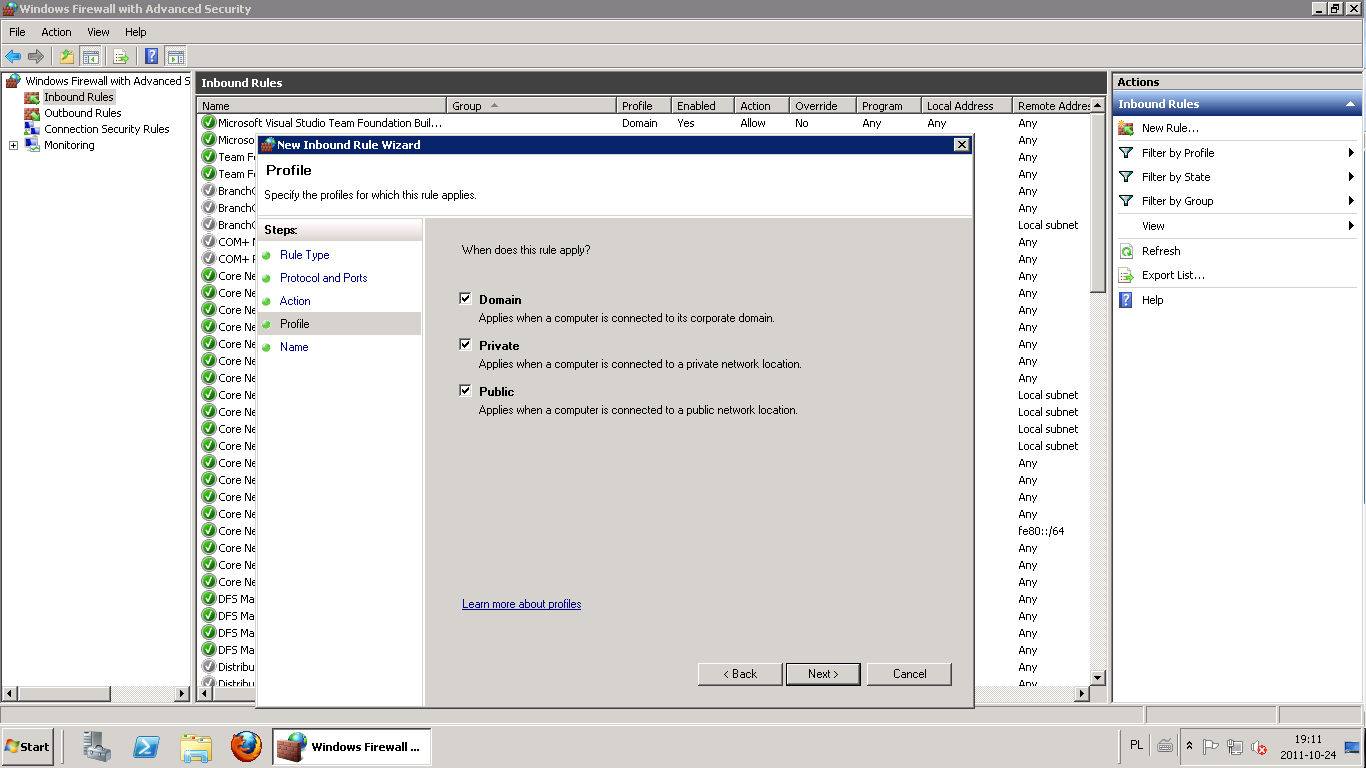 Windows Firewall with Advanced Security
File Action View Help
Windows Firewall with Advanced S
Inbound Rules
Outbound Rules
Connection Security Rules
Monitoring
Inbound Rules
Name Group Profile Enabled Action Override Program Local Address Remote Addres
Microsoft Visual Studio Team Foundation Buil... Domain Yes Allow No Any Any Any
Microso Any
Team Fo Any
Team Fo Any
BranchC Any
BranchC Any
BranchC Local subnet
COM+ N Any
COM+ R Any
Core Ne Any
Core Ne Any
Core Ne Any
Core Ne Any
Core Ne Any
Core Ne Any
Core Ne Any
Core Ne Local subnet
Core Ne Local subnet
Core Ne Local subnet
Core Ne Local subnet
Core Ne Any
Core Ne Any
Core Ne Any
Core Ne Any
Core Ne fe80::/64
Core Ne Any
Core Ne Any
Core Ne Any
DFS Ma Any
DFS Ma Any
DFS Ma Any
DFS Ma Any
Distribu Any
Distribu Any
New Inbound Rule Wizard
Profile
Specify the profiles for which this rule applies.
Steps:
Rule Type
Protocol and Ports
Action
Profile
Name
When does this rule apply?
Domain
Applies when a computer is connected to its corporate domain.
Private
Applies when a computer is connected to a private network location.
Public
Applies when a computer is connected to a public network location.
Learn more about profiles
< Back Next > Cancel
Actions
Inbound Rules
New Rule...
Filter by Profile
Filter by State
Filter by Group
View
Refresh
Export List...
Help
Start
Windows Firewall ...
PL
19:11
2011-10-24